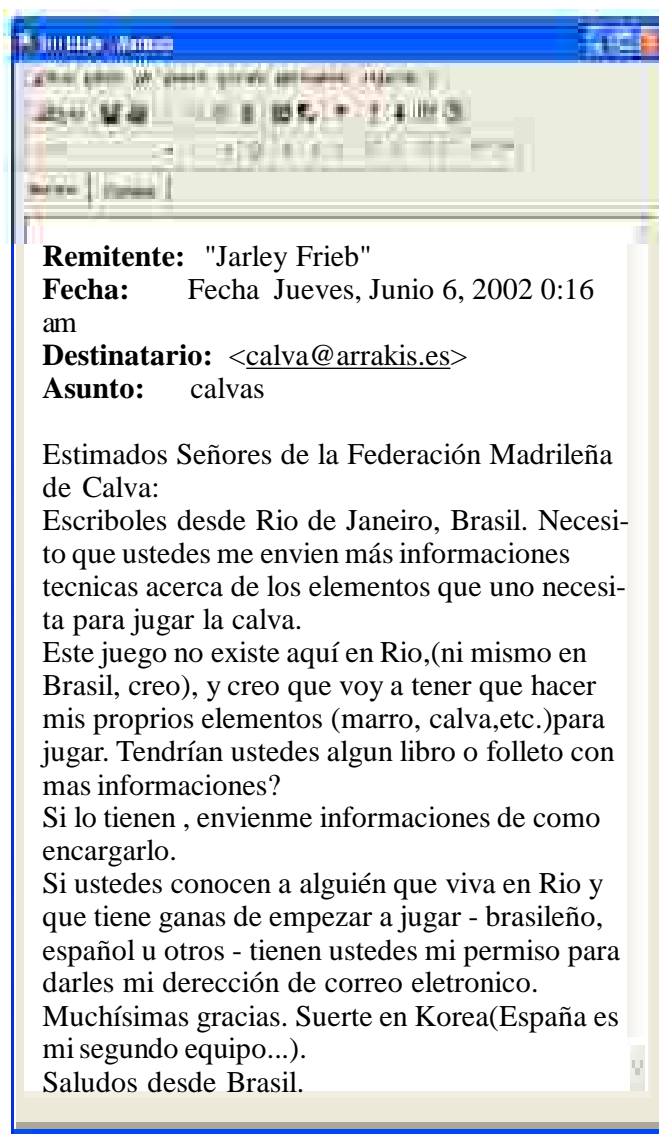 Remitente: "Jarley Frieb"
Fecha: Fecha Jueves, Junio 6, 2002 0:16
am
Destinatario: <calva@arrakis.es>
Asunto: calvas
Estimados Señores de la Federación Madrileña
de Calva:
Escriboles desde Rio de Janeiro, Brasil. Necesi-
to que ustedes me envien más informaciones
tecnicas acerca de los elementos que uno necesi-
ta para jugar la calva.
Este juego no existe aquí en Rio,(ni mismo en
Brasil, creo), y creo que voy a tener que hacer
mis proprios elementos (marro, calva,etc.)para
jugar. Tendrían ustedes algun libro o folleto con
mas informaciones?
Si lo tienen , envienme informaciones de como
encargarlo.
Si ustedes conocen a alguién que viva en Rio y
que tiene ganas de empezar a jugar - brasileño,
español u otros - tienen ustedes mi permiso para
darles mi derección de correo eletronico.
Muchísimas gracias. Suerte en Korea(España es
mi segundo equipo...).
Saludos desde Brasil.